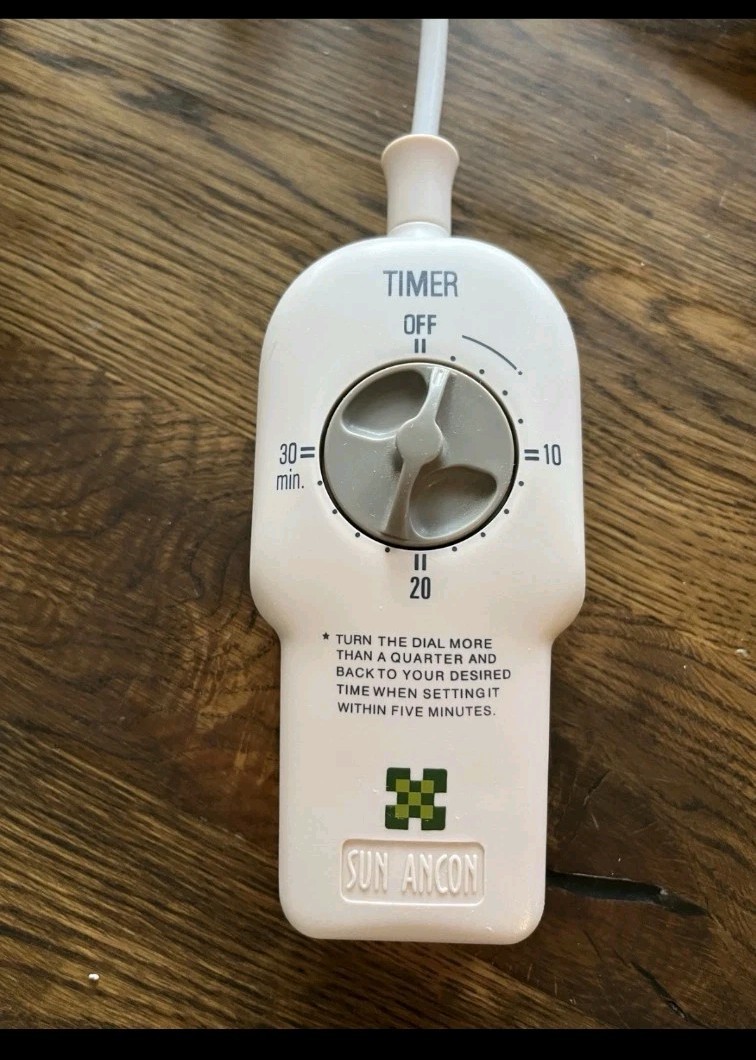 TIMER
OFF
30
10
min.
20
* TURN THE DIAL MORE
THAN A QUARTER AND
BACK TO YOUR DESIRED
TIME WHEN SETTING IT
WITHIN FIVE MINUTES.
SUN ANCON